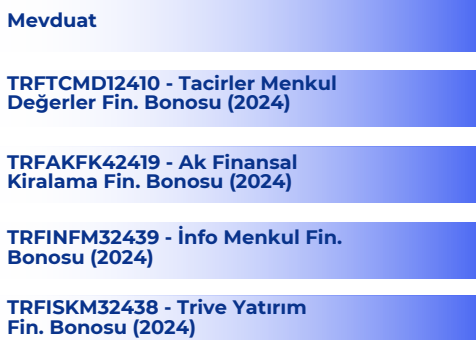 Mevduat
TRFTCMD12410 - Tacirler Menkul
Değerler Fin. Bonosu (2024)
TRFAKFK42419 - Ak Finansal
Kiralama Fin. Bonosu (2024)
TRFINFM32439 - İnfo Menkul Fin.
Bonosu (2024)
TRFISKM32438 - Trive Yatırım
Fin. Bonosu (2024)